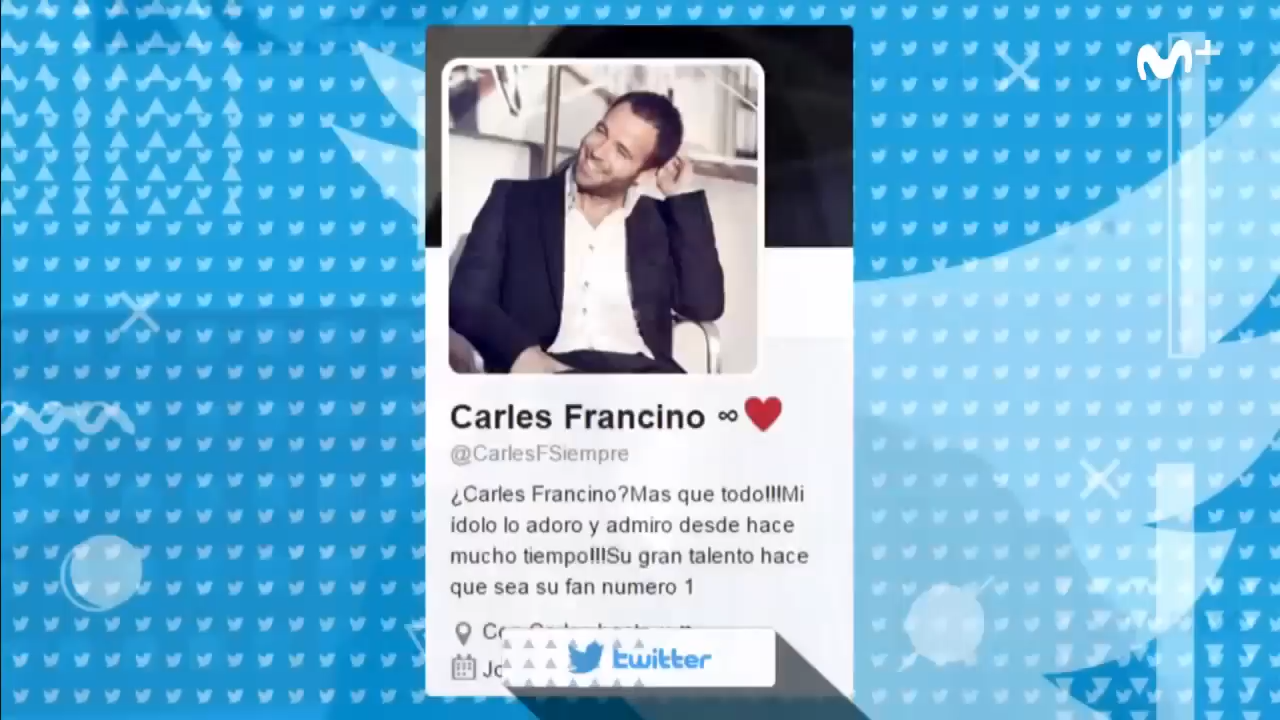 M+
Carles Francino ∞❤
@CarlesFSiempre
¿Carles Francino?Mas que todo!!!Mi
ídolo lo adoro y admiro desde hace
mucho tiempo!!!Su gran talento hace
que sea su fan numero 1
twitter